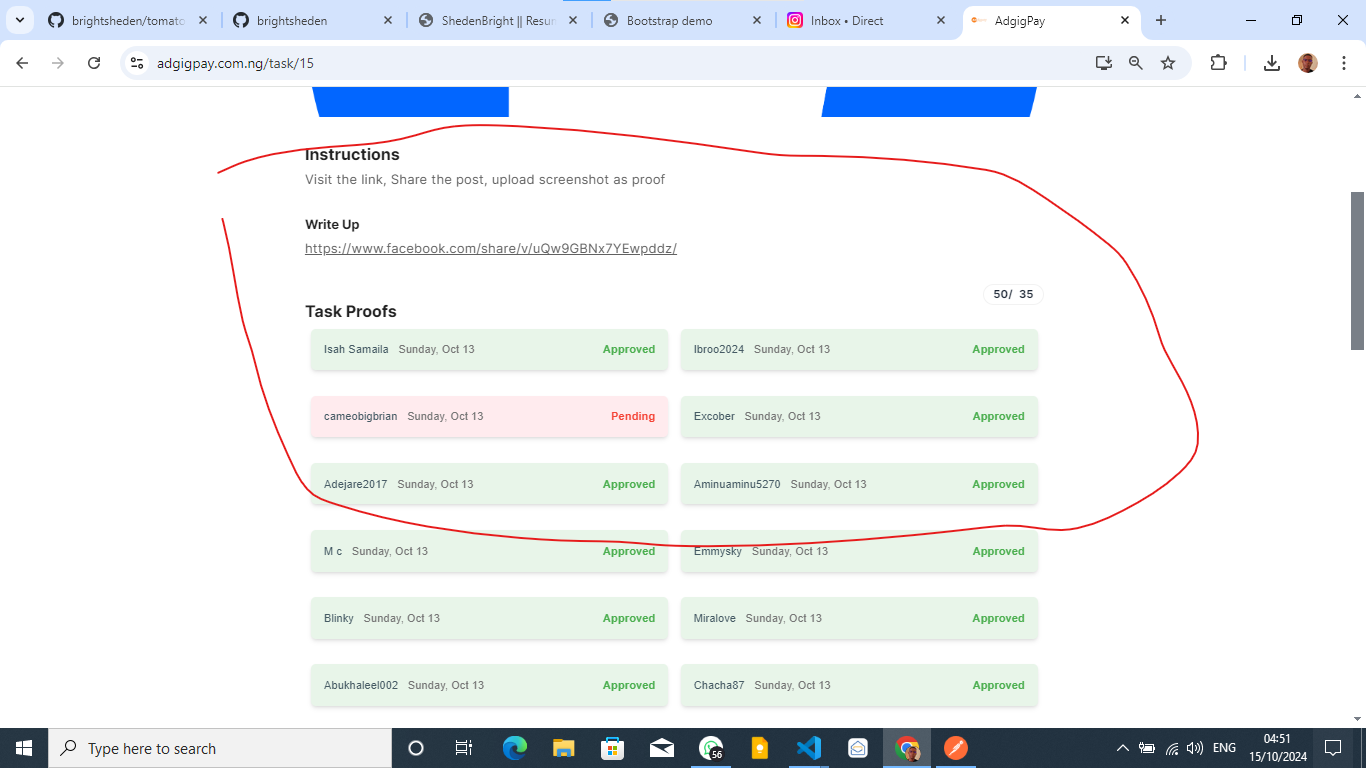 brightsheden/tomato
brightsheden
ShedenBright || Resun
Bootstrap demo
Inbox • Direct
AdgigPay
adgigpay.com.ng/task/15
Instructions
Visit the link, Share the post, upload screenshot as proof
Write Up
https://www.facebook.com/share/v/uQw9GBNx7YEwpddz/
50/ 35
Task Proofs
Isah Samaila Sunday, Oct 13 Approved
Ibroo2024 Sunday, Oct 13 Approved
cameobigbrian Sunday, Oct 13 Pending
Excober Sunday, Oct 13 Approved
Adejare2017 Sunday, Oct 13 Approved
Aminuaminu5270 Sunday, Oct 13 Approved
M c Sunday, Oct 13 Approved
Emmysky Sunday, Oct 13 Approved
Blinky Sunday, Oct 13 Approved
Miralove Sunday, Oct 13 Approved
Abukhaleel002 Sunday, Oct 13 Approved
Chacha87 Sunday, Oct 13 Approved
Type here to search
56
ENG
04:51
15/10/2024